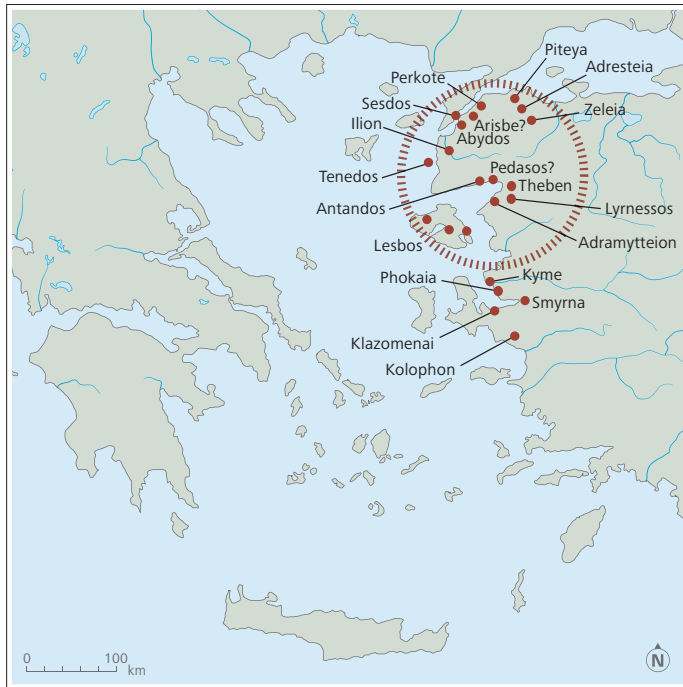 Piteya
Perkote
Adresteia
Sesdos
Zeleia
Ilion
Arisbe?
Abydos
Pedasos?
Tenedos
Theben
Antandos
Lyrnessos
Lesbos
Adramytteion
Kyme
Phokaia
Smyrna
Klazomenai
Kolophon
0 100
km
N